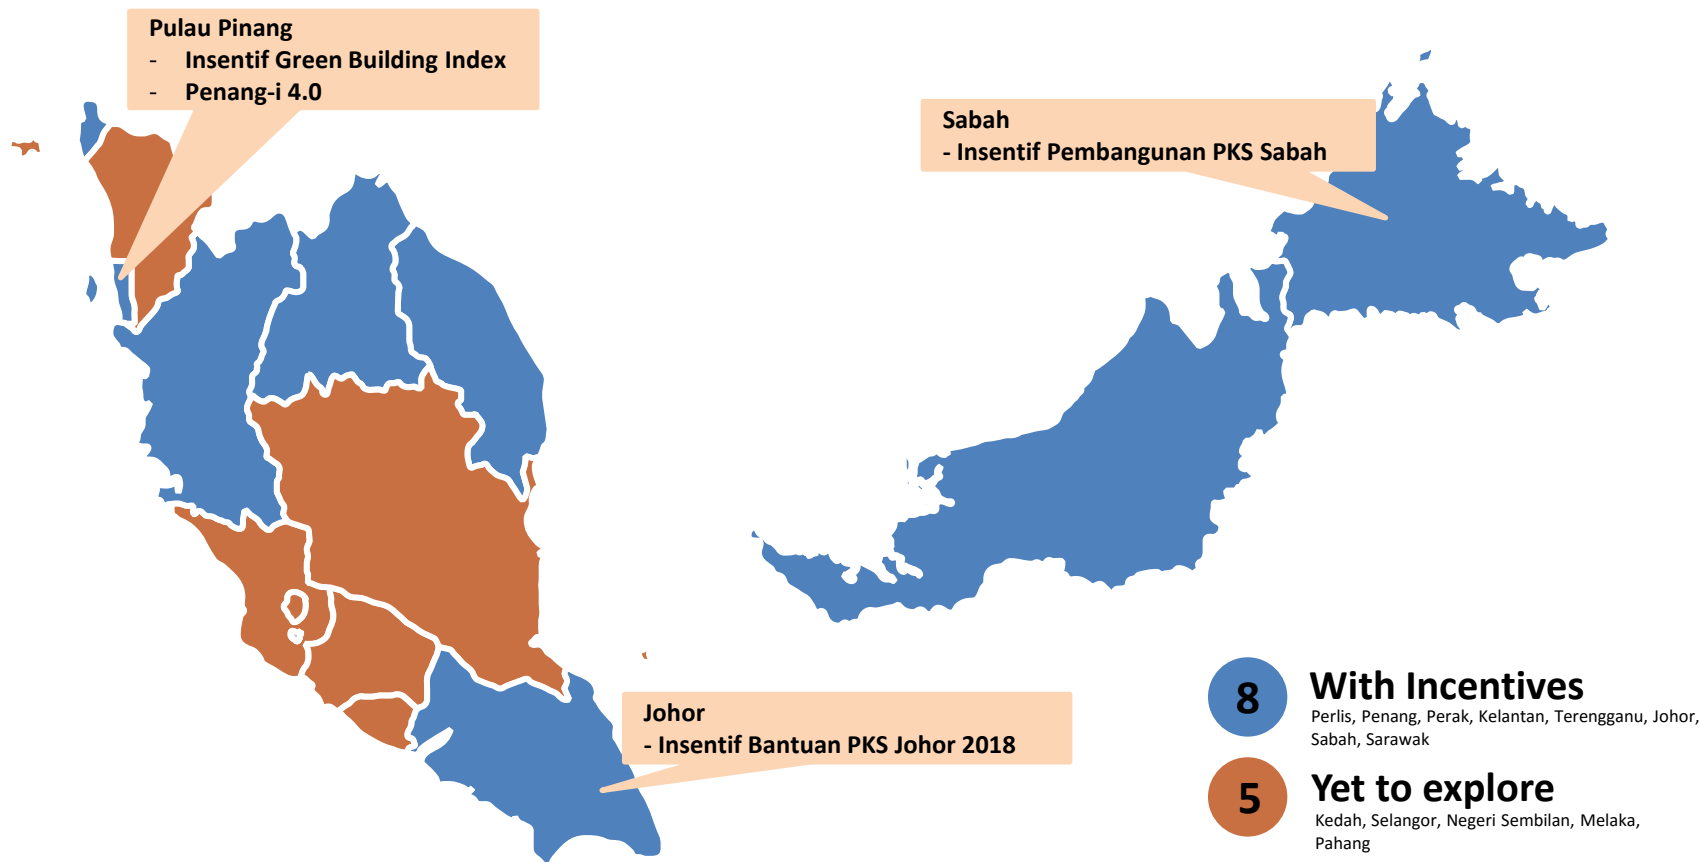 Pulau Pinang
- Insentif Green Building Index
- Penang-i 4.0
Sabah
- Insentif Pembangunan PKS Sabah
Johor
- Insentif Bantuan PKS Johor 2018
8 With Incentives
Perlis, Penang, Perak, Kelantan, Terengganu, Johor,
Sabah, Sarawak
5 Yet to explore
Kedah, Selangor, Negeri Sembilan, Melaka,
Pahang